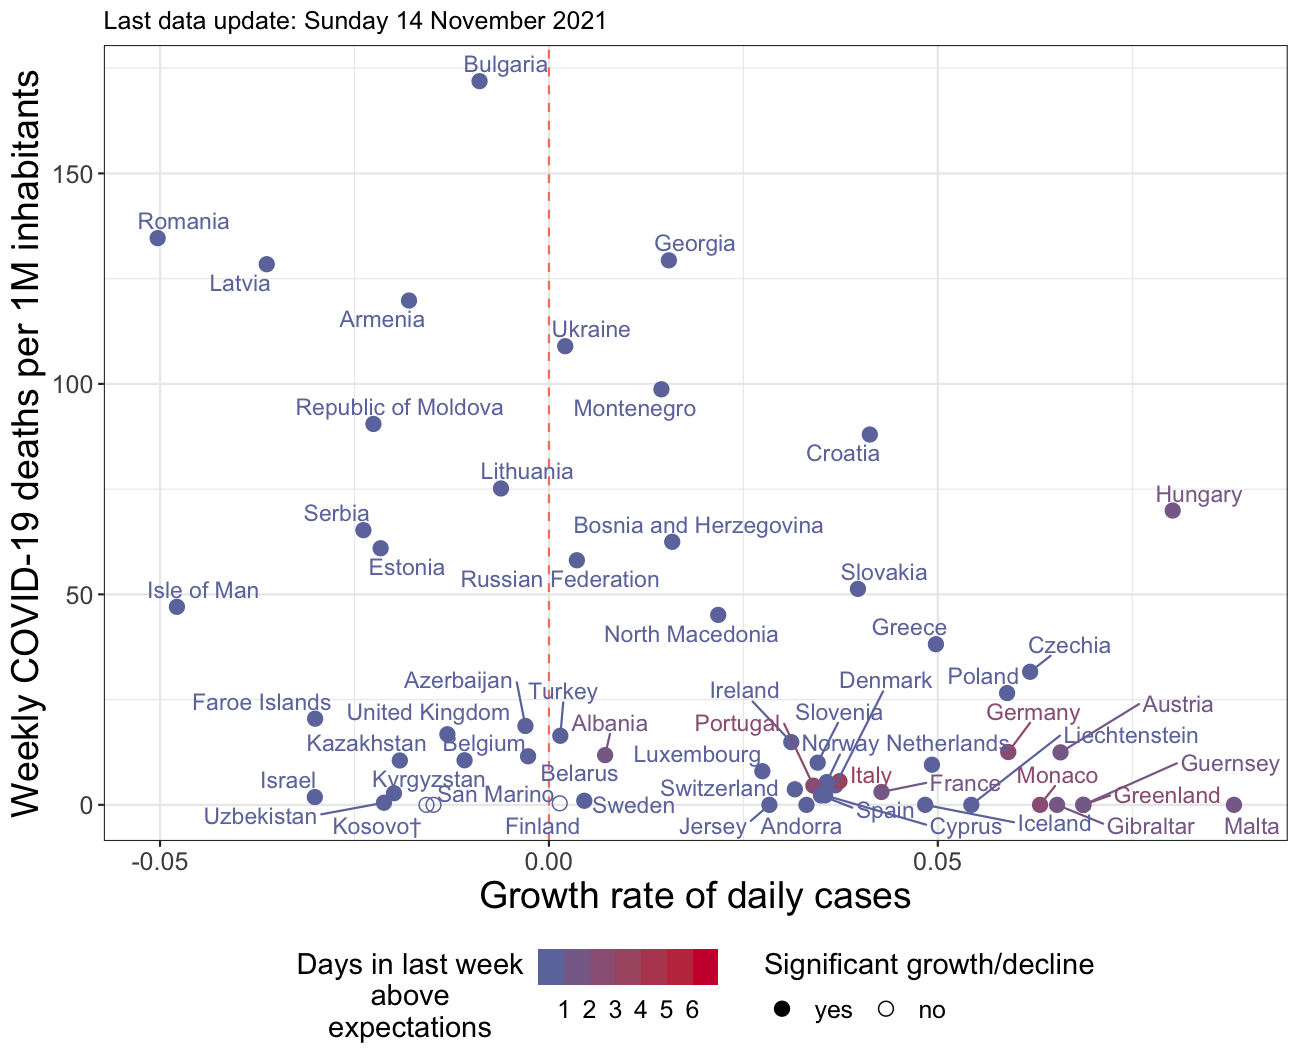 Last data update: Sunday 14 November 2021
Weekly COVID-19 deaths per 1M inhabitants
150
100
50
0
Bulgaria
Romania
Georgia
Latvia
Armenia
Ukraine
Republic of Moldova
Montenegro
Croatia
Lithuania
Hungary
Serbia
Bosnia and Herzegovina
Estonia
Russian Federation
Slovakia
Isle of Man
North Macedonia
Greece
Czechia
Azerbaijan
Turkey
Ireland
Denmark
Poland
Faroe Islands
United Kingdom
Albania
Portugal
Slovenia
Germany
Austria
Kazakhstan
Belgium
Luxembourg
Norway
Netherlands
Liechtenstein
Israel
Kyrgyzstan
Belarus
Switzerland
Italy
France
Monaco
Guernsey
San Marino
Greenland
Uzbekistan
Sweden
Spain
Kosovo†
Finland
Jersey
Andorra
Cyprus
Iceland
Gibraltar
Malta
-0.05
0.00
0.05
Growth rate of daily cases
Days in last week
above
expectations
1 2 3 4 5 6
Significant growth/decline
yes
no